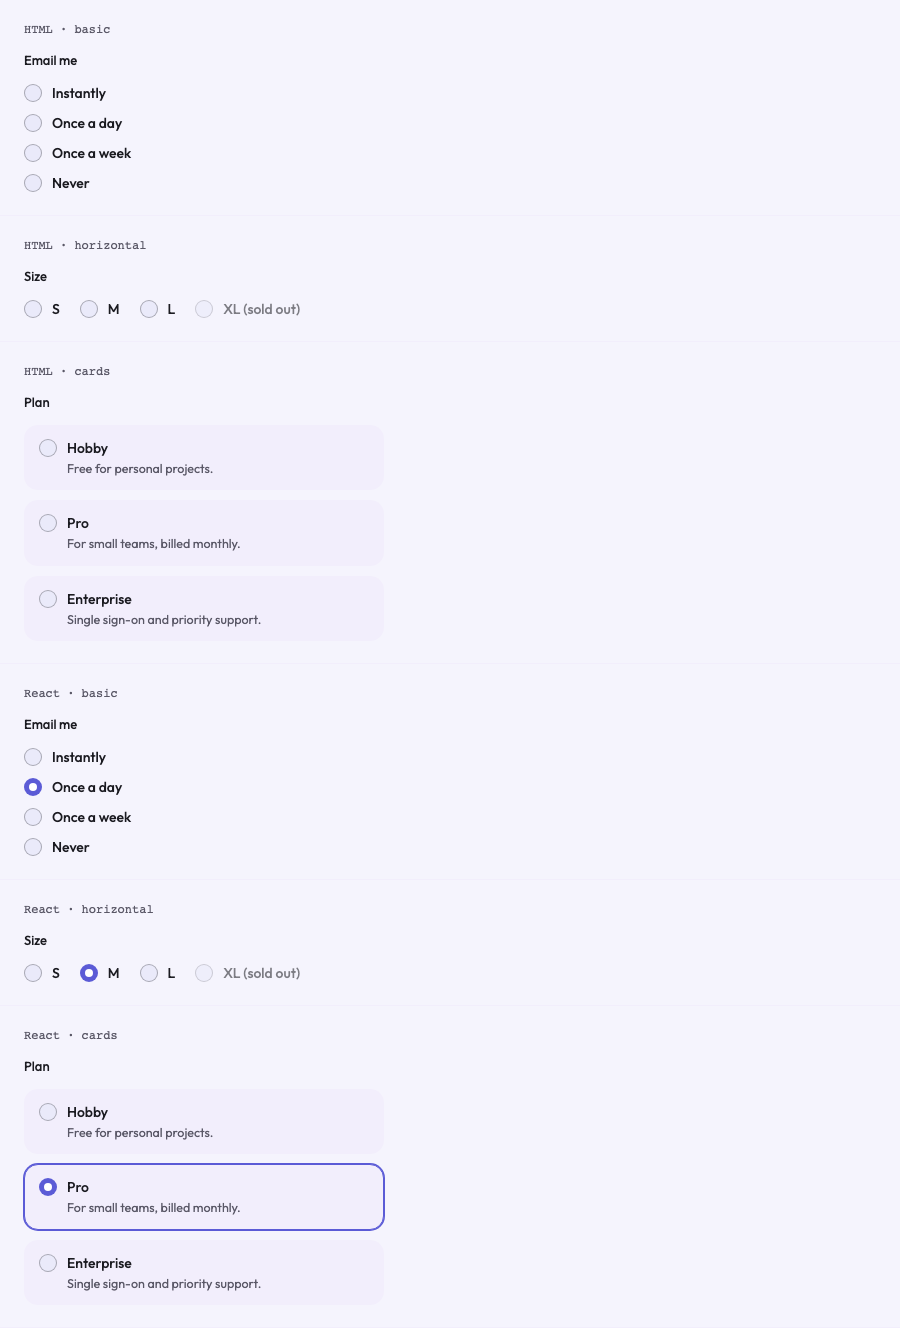 HTML · basic
Email me
Instantly
Once a day
Once a week
Never
HTML · horizontal
Size
S M L XL (sold out)
HTML · cards
Plan
Hobby
Free for personal projects.
Pro
For small teams, billed monthly.
Enterprise
Single sign-on and priority support.
React · basic
Email me
Instantly
Once a day
Once a week
Never
React · horizontal
Size
S M L XL (sold out)
React · cards
Plan
Hobby
Free for personal projects.
Pro
For small teams, billed monthly.
Enterprise
Single sign-on and priority support.